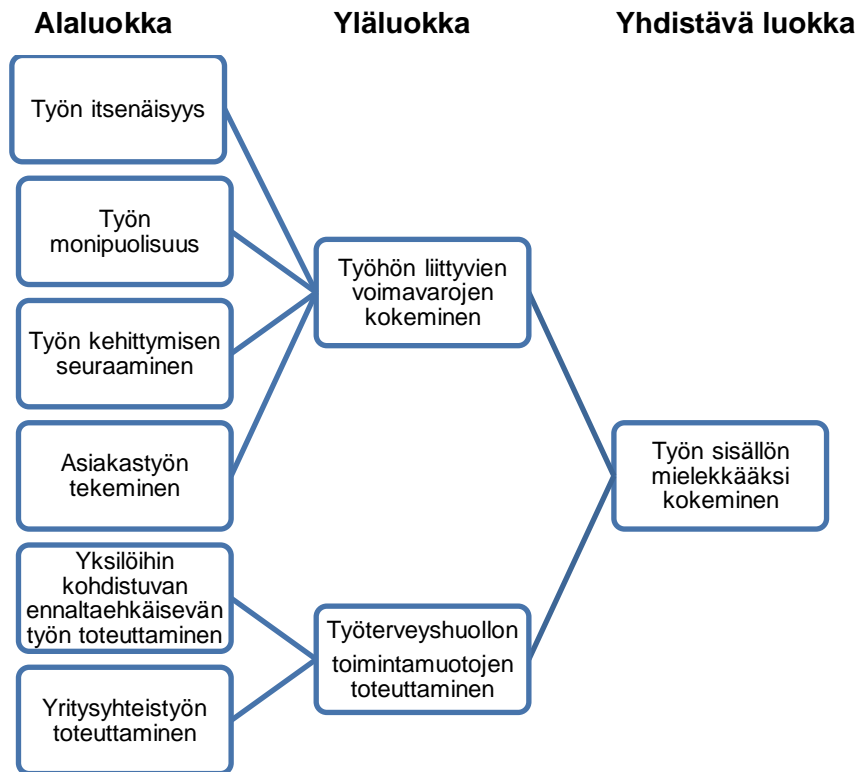 Alaluokka
Yläluokka
Yhdistävä luokka
Työn itsenäisyys
Työn
monipuolisuus
Työn kehittymisen
seuraaminen
Asiakastyön
tekeminen
Yksilöihin
kohdistuvan
ennaltaehkäisevän
työn toteuttaminen
Yritysyhteistyön
toteuttaminen
Työhön liittyvien
voimavarojen
kokeminen
Työterveyshuollon
toimintamuotojen
toteuttaminen
Työn sisällön
mielekkääksi
kokeminen